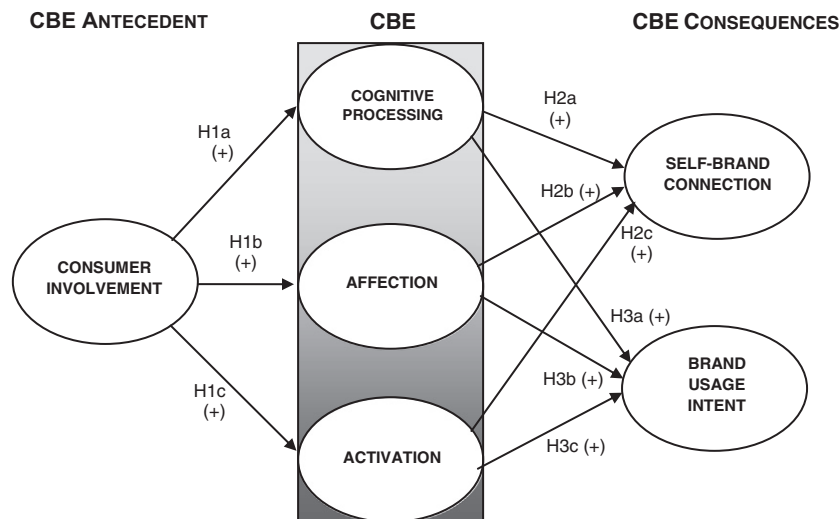 CBE ANTECEDENT
CBE
CBE CONSEQUENCES
COGNITIVE
PROCESSING
H2a
(+)
H1a
(+)
SELF-BRAND
CONNECTION
H2b (+)
H1b
(+)
H2c
(+)
CONSUMER
INVOLVEMENT
AFFECTION
H3a (+)
BRAND
USAGE
INTENT
H1c
(+)
H3b (+)
ACTIVATION
H3c (+)